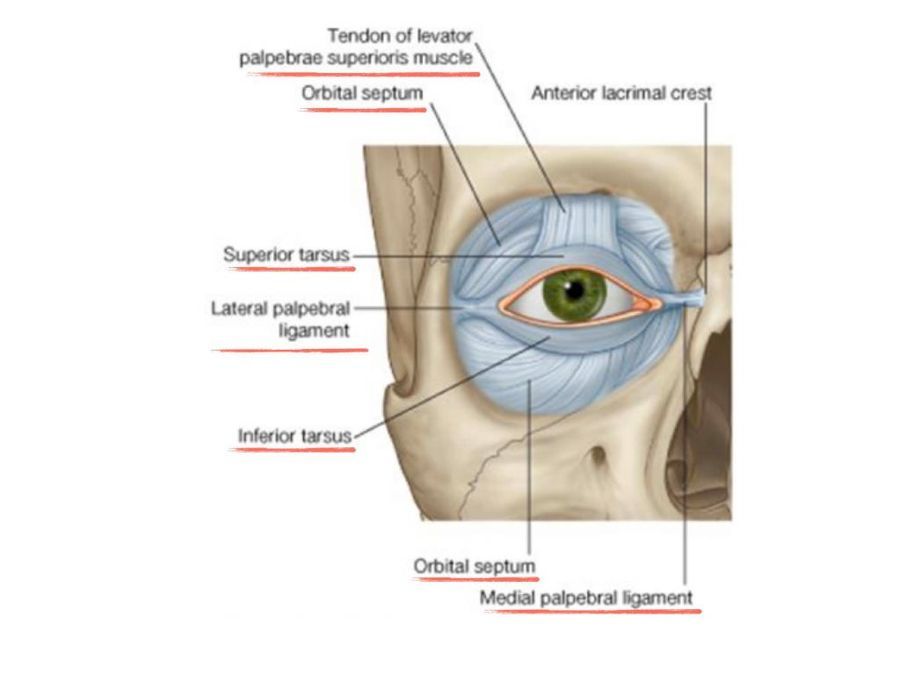 Tendon of levator
palpebrae superioris muscle
Orbital septum
Anterior lacrimal crest
Superior tarsus
Lateral palpebral
ligament
Inferior tarsus
Orbital septum
Medial palpebral ligament